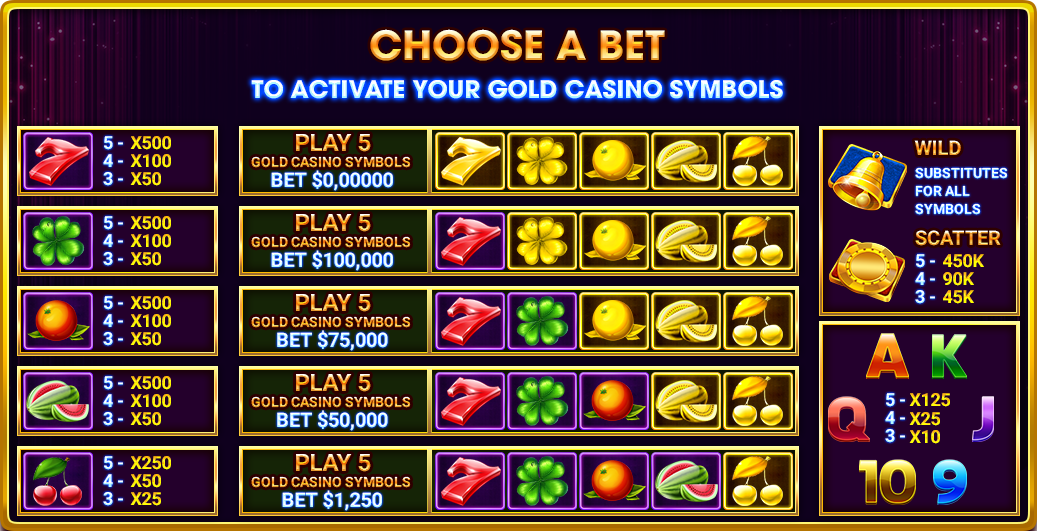 CHOOSE A BET
TO ACTIVATE YOUR GOLD CASINO SYMBOLS
5 - X500
4 - X100
3 - X50
PLAY 5
GOLD CASINO SYMBOLS
BET $0,00000
WILD
SUBSTITUTES
FOR ALL
SYMBOLS
5 - X500
4 - X100
3 - X50
PLAY 5
GOLD CASINO SYMBOLS
BET $100,000
SCATTER
5 - 450K
4 - 90K
3 - 45K
5 - X500
4 - X100
3 - X50
PLAY 5
GOLD CASINO SYMBOLS
BET $75,000
5 - X500
4 - X100
3 - X50
PLAY 5
GOLD CASINO SYMBOLS
BET $50,000
A K
Q J
5 - X125
4 - X25
3 - X10
10 9
5 - X250
4 - X50
3 - X25
PLAY 5
GOLD CASINO SYMBOLS
BET $1,250